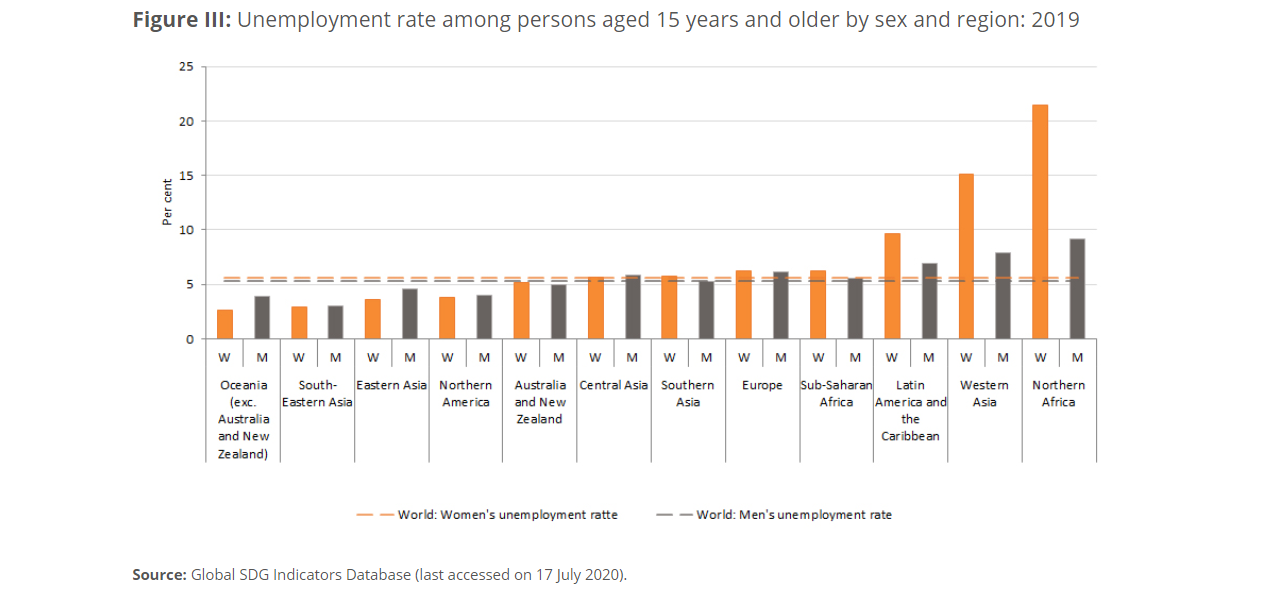 Figure III: Unemployment rate among persons aged 15 years and older by sex and region: 2019
25
20
15
10
5
0
Per cent
W M W M W M W M W M W M W M W M W M W M W M W M
Oceania
(exc.
Australia
and New
Zealand)
South-
Eastern Asia
Eastern Asia
Northern
America
Australia
and New
Zealand
Central Asia
Southern
Asia
Europe
Sub-Saharan
Africa
Latin
America and
the
Caribbean
Western
Asia
Northern
Africa
World: Women's unemployment ratte
World: Men's unemployment rate
Source: Global SDG Indicators Database (last accessed on 17 July 2020).